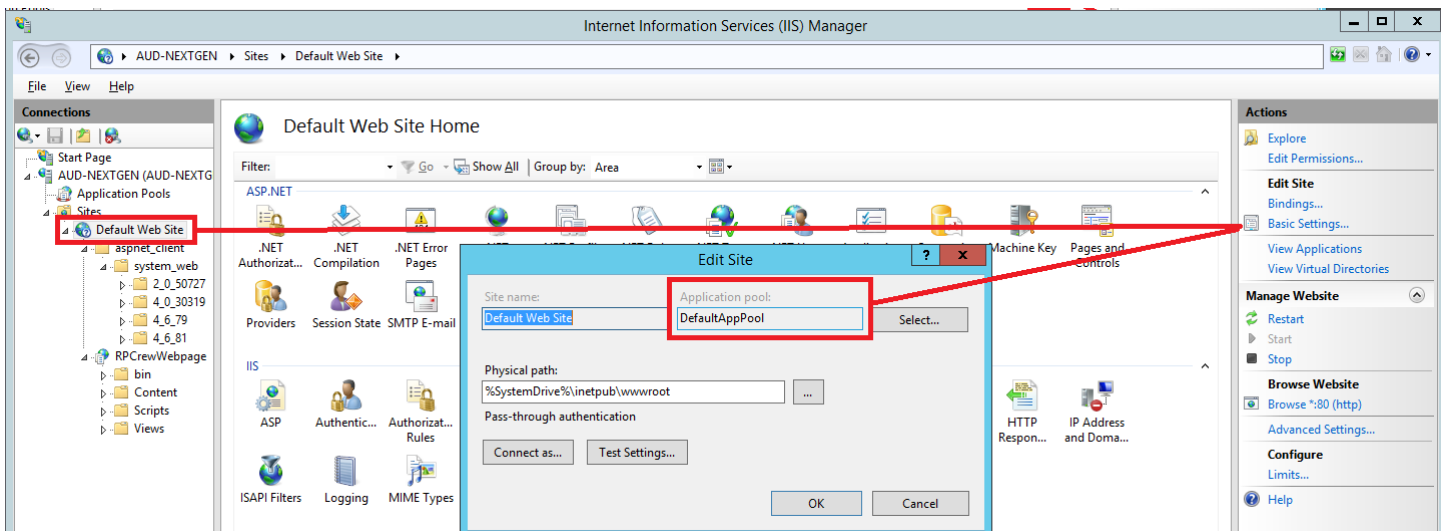 Internet Information Services (IIS) Manager
AUD-NEXTGEN Sites Default Web Site
File View Help
Connections
Start Page
AUD-NEXTGEN (AUD-NEXTG
Application Pools
Sites
Default Web Site
aspnet_client
system_web
2_0_50727
4_0_30319
4_6_79
4_6_81
RPCrewWebpage
bin
Content
Scripts
Views
Default Web Site Home
Filter: Go Show All Group by: Area
ASP.NET
.NET Authorizat...
.NET Compilation
.NET Error Pages
Machine Key
Pages and Controls
Providers
Session State
SMTP E-mail
IIS
ASP
Authentic...
Authorizat... Rules
HTTP Respon...
IP Address and Doma...
ISAPI Filters
Logging
MIME Types
Edit Site
? x
Site name:
Application pool:
Default Web Site
DefaultAppPool
Select...
Physical path:
%SystemDrive%\inetpub\wwwroot
...
Pass-through authentication
Connect as...
Test Settings...
OK
Cancel
Actions
Explore
Edit Permissions...
Edit Site
Bindings...
Basic Settings...
View Applications
View Virtual Directories
Manage Website
Restart
Start
Stop
Browse Website
Browse *:80 (http)
Advanced Settings...
Configure
Limits...
Help